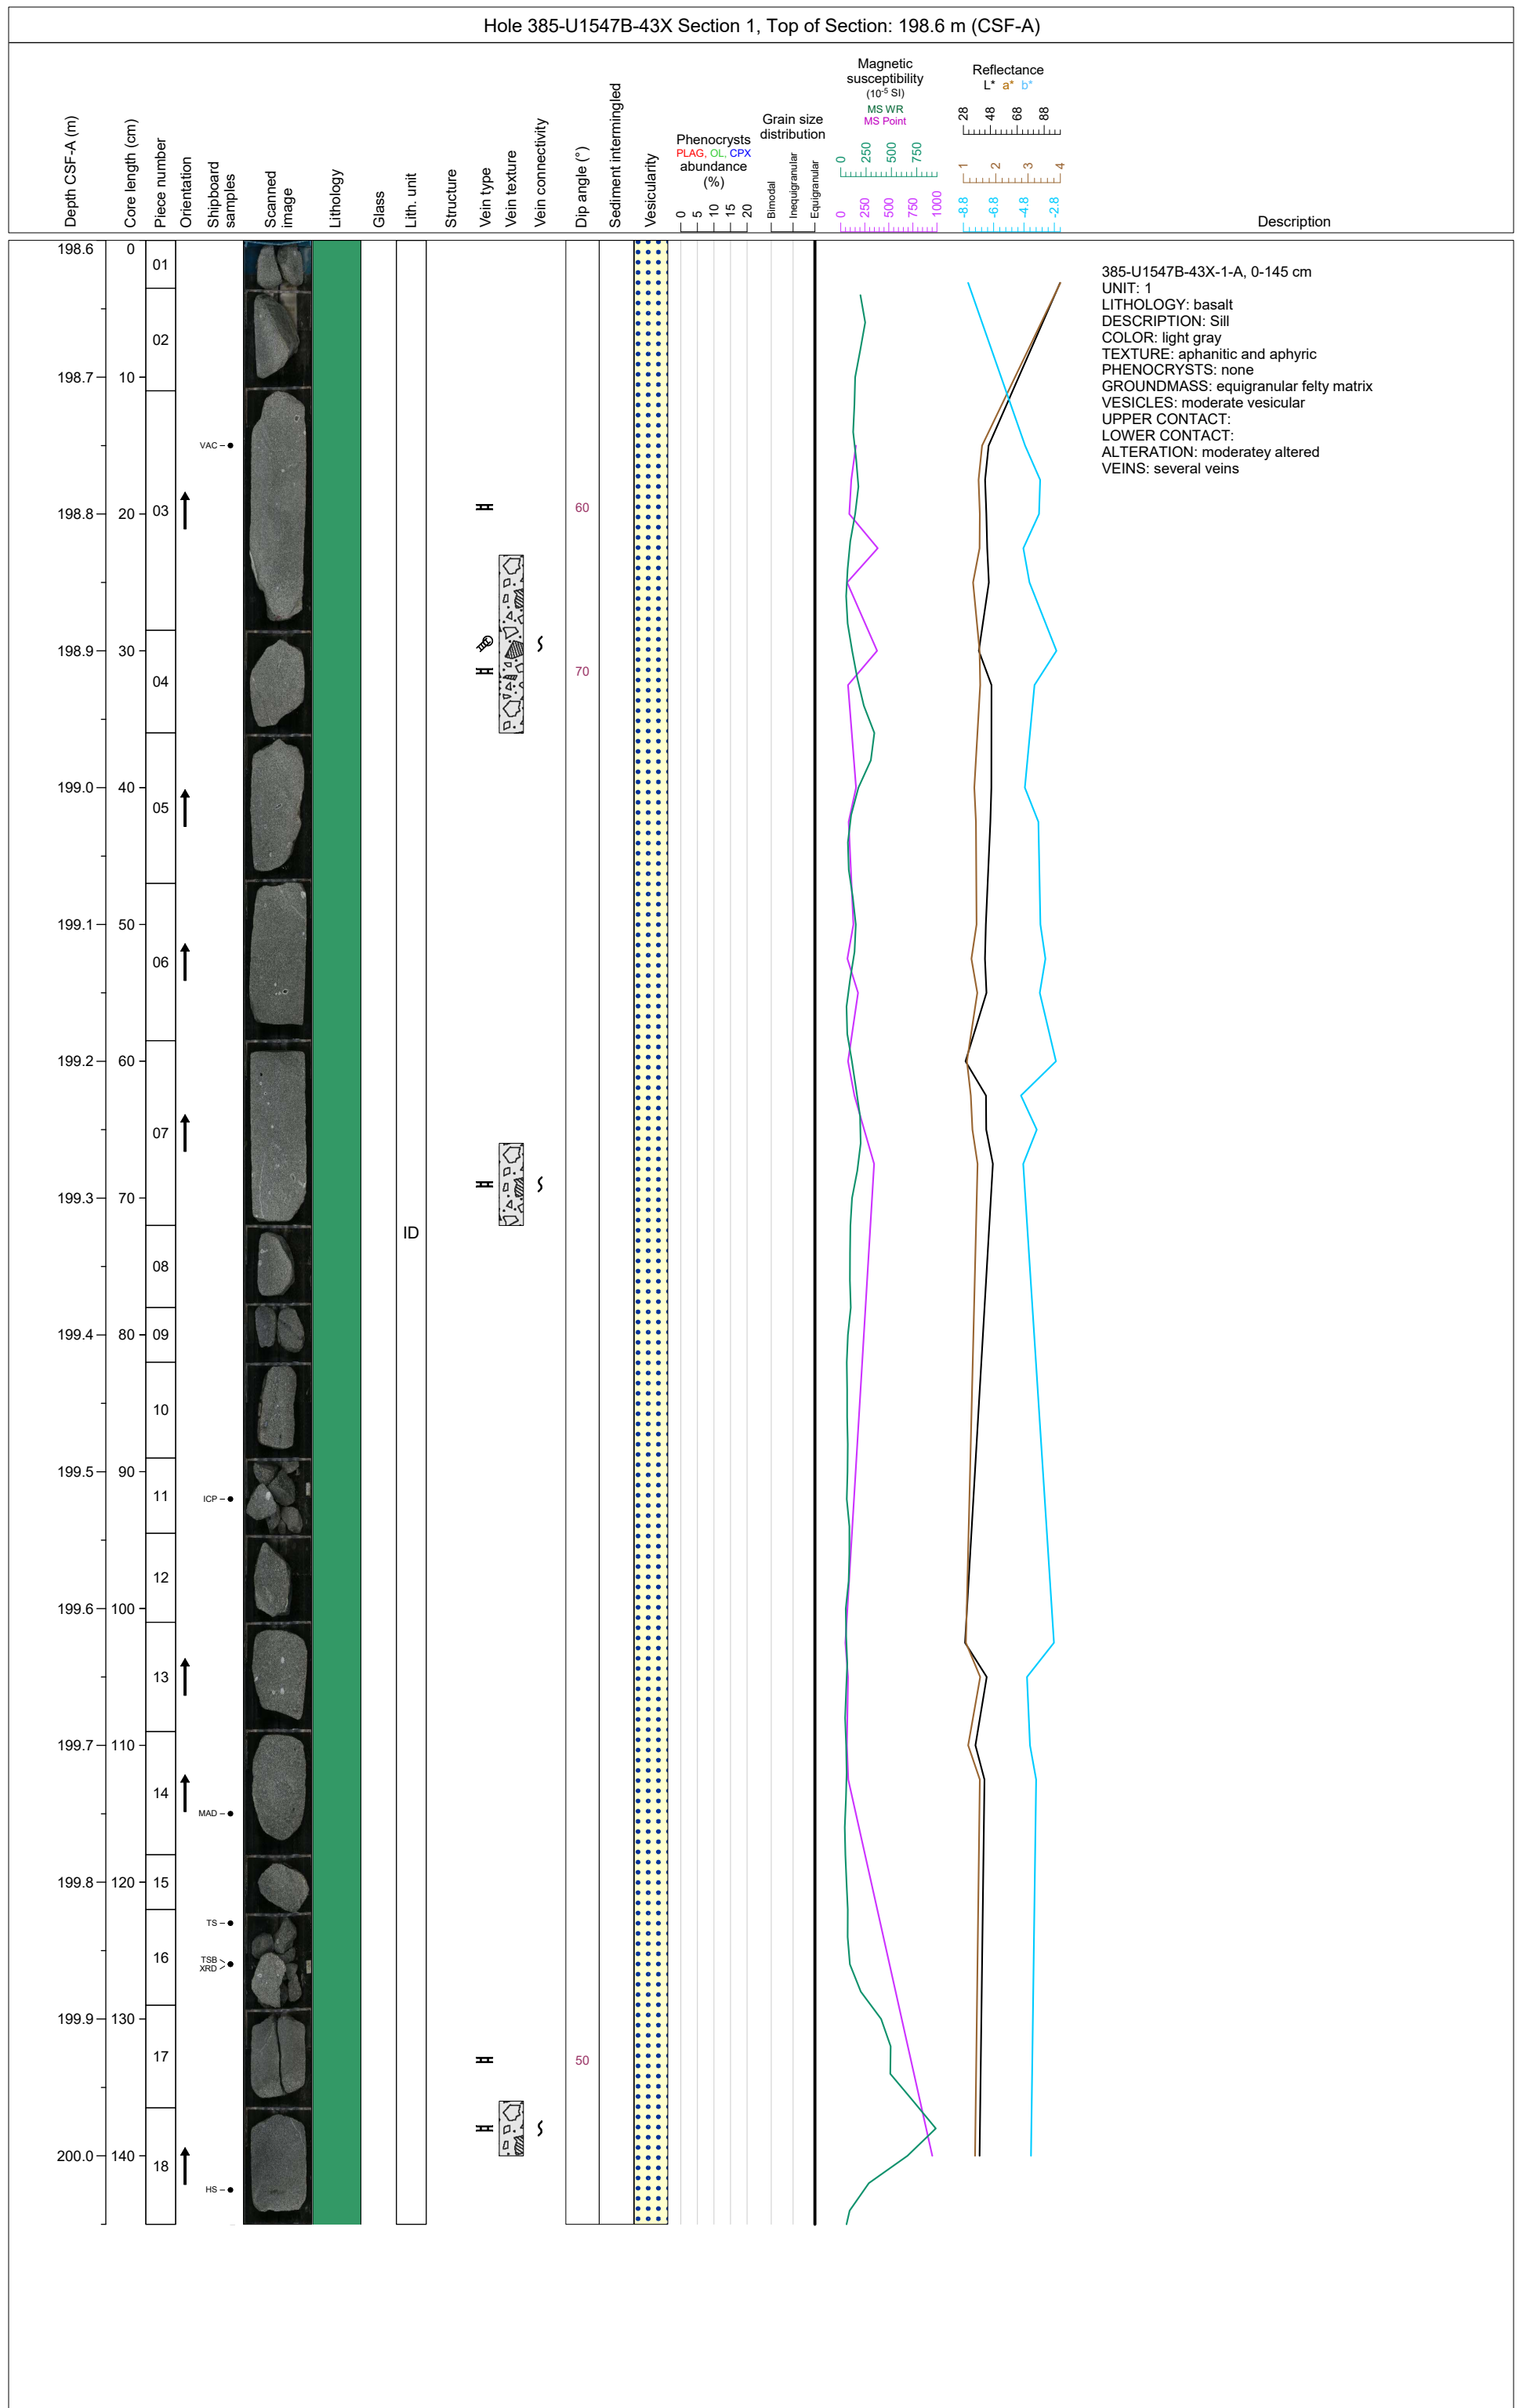 Hole 385-U1547B-43X Section 1, Top of Section: 198.6 m (CSF-A)
Depth CSF-A (m)
Core length (cm)
Piece number
Orientation
Shipboard
samples
Scanned
image
Lithology
Glass
Lith. unit
Structure
Vein type
Vein texture
Vein connectivity
Dip angle (°)
Sediment intermingled
Vesicularity
Phenocrysts
PLAG, OL, CPX
abundance
(%)
0 5 10 15 20
Grain size
distribution
Bimodal
Inequigranular
Equigranular
Magnetic
susceptibility
(10-5 SI)
MS WR
MS Point
0 250 500 750
0 250 500 750 1000
Reflectance
L* a* b*
28 48 68 88
1 2 3 4
-8.8 -6.8 -4.8 -2.8
Description
198.6 0
01
385-U1547B-43X-1-A, 0-145 cm
UNIT: 1
LITHOLOGY: basalt
DESCRIPTION: Sill
COLOR: light gray
TEXTURE: aphanitic and aphyric
PHENOCRYSTS: none
GROUNDMASS: equigranular felty matrix
VESICLES: moderate vesicular
UPPER CONTACT:
LOWER CONTACT:
ALTERATION: moderatey altered
VEINS: several veins
02
198.7 10
VAC
03
60
198.8 20
198.9 30
70
04
199.0 40
05
199.1 50
06
199.2 60
07
199.3 70
ID
08
199.4 80 09
10
199.5 90
11
ICP
12
199.6 100
13
199.7 110
14
MAD
199.8 120 15
TS
16
TSB
XRD
199.9 130
17
50
200.0 140
18
HS